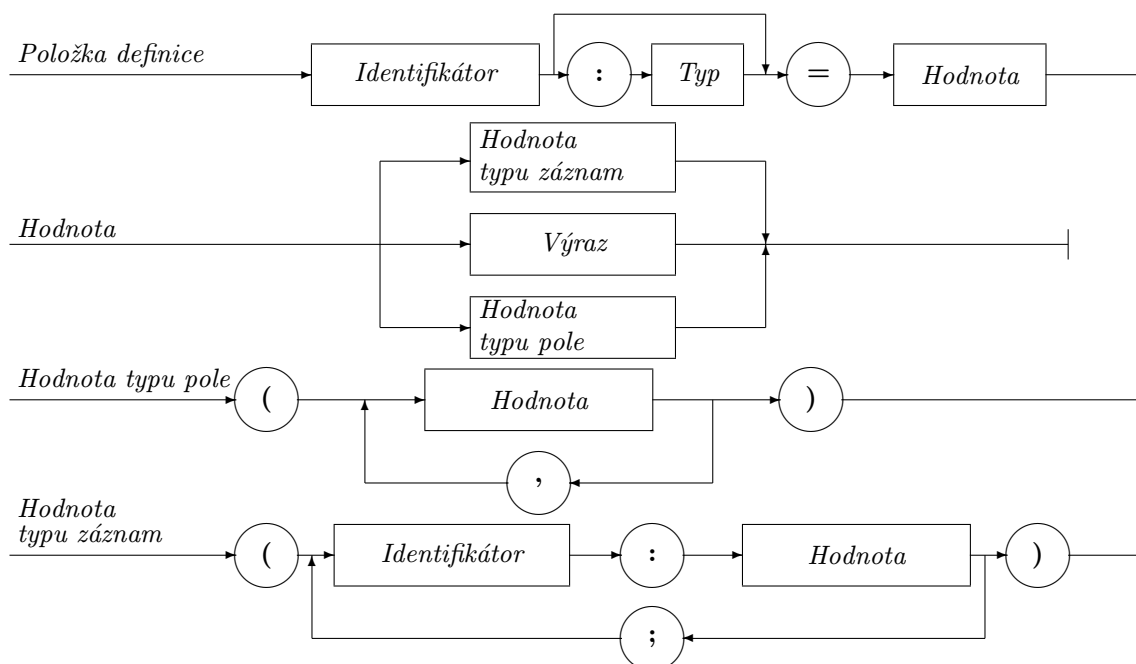 Položka definice
Identifikátor : Typ = Hodnota
Hodnota
typu záznam
Hodnota
Výraz
Hodnota
typu pole
Hodnota typu pole
( Hodnota )
,
Hodnota
typu záznam
( Identifikátor : Hodnota )
;